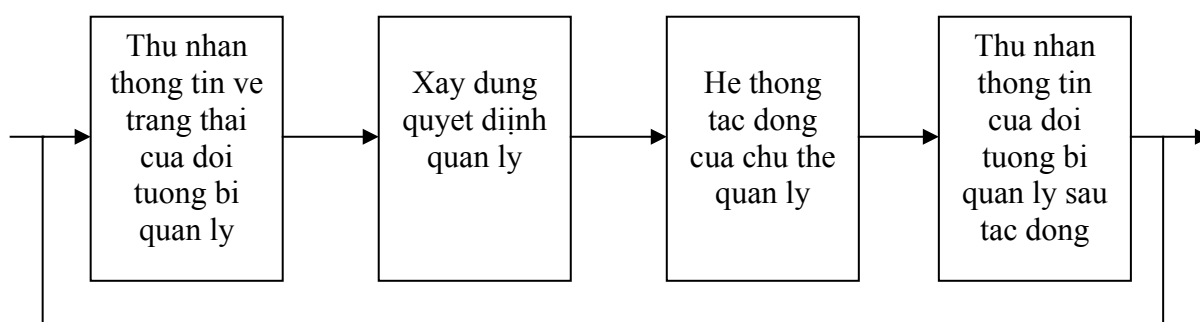 Thu nhan
thong tin ve
trang thai
cua doi
tuong bi
quan ly
Xay dung
quyet diịnh
quan ly
He thong
tac dong
cua chu the
quan ly
Thu nhan
thong tin
cua doi
tuong bi
quan ly sau
tac dong